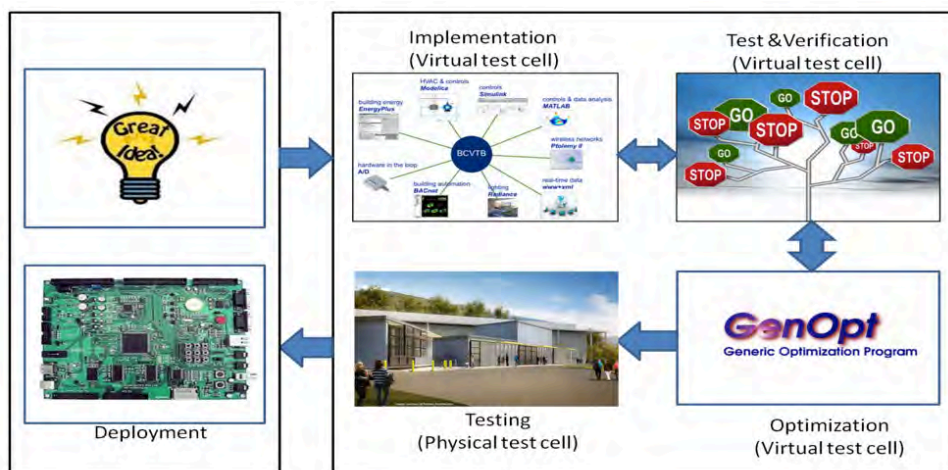 Implementation
(Virtual test cell)
Test &Verification
(Virtual test cell)
Great
Idea!
HVAC & controls
Modelica
controls
Simulink
building energy
EnergyPlus
controls & data analysis
MATLAB
BCVTB
wireless networks
Ptolemy II
hardware in the loop
A/D
building automation
BACnet
lighting
Radiance
real-time data
www+xml
GO
STOP
GO
STOP
STOP
GO
GO
STOP
STOP
GO
STOP
STOP
GenOpt
Generic Optimization Program
Deployment
Testing
(Physical test cell)
Optimization
(Virtual test cell)